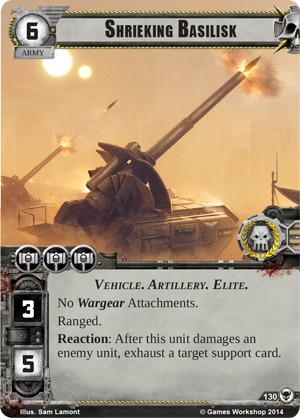 6
SHRIEKING BASILISK
ARMY
VEHICLE. ARTILLERY. ELITE.
No Wargear Attachments.
Ranged.
Reaction: After this unit damages an
enemy unit, exhaust a target support card.
3
5
130
Illus. Sam Lamont
© Games Workshop 2014